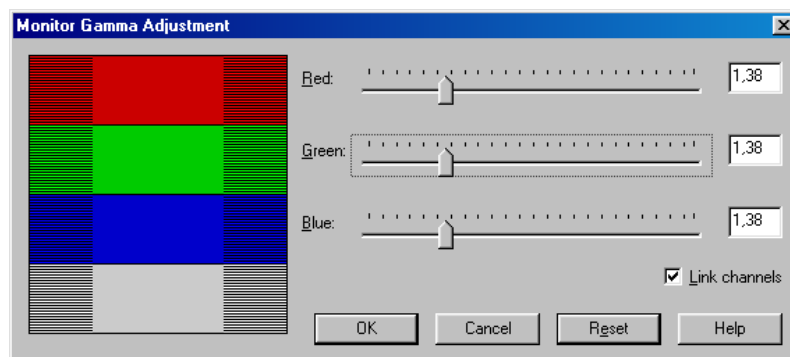 Monitor Gamma Adjustment
Red:
1,38
Green:
1,38
Blue:
1,38
Link channels
OK Cancel Reset Help